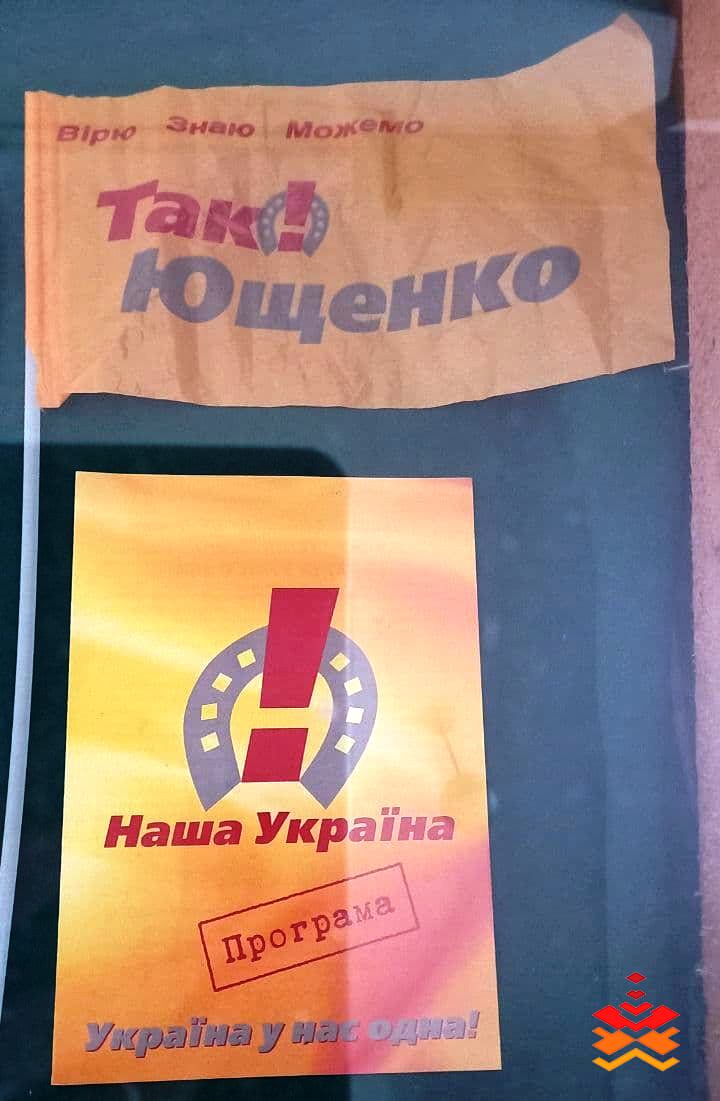 Вірю Знаю Можемо
Так!
Ющенко
Наша Україна
Програма
Україна у нас одна!